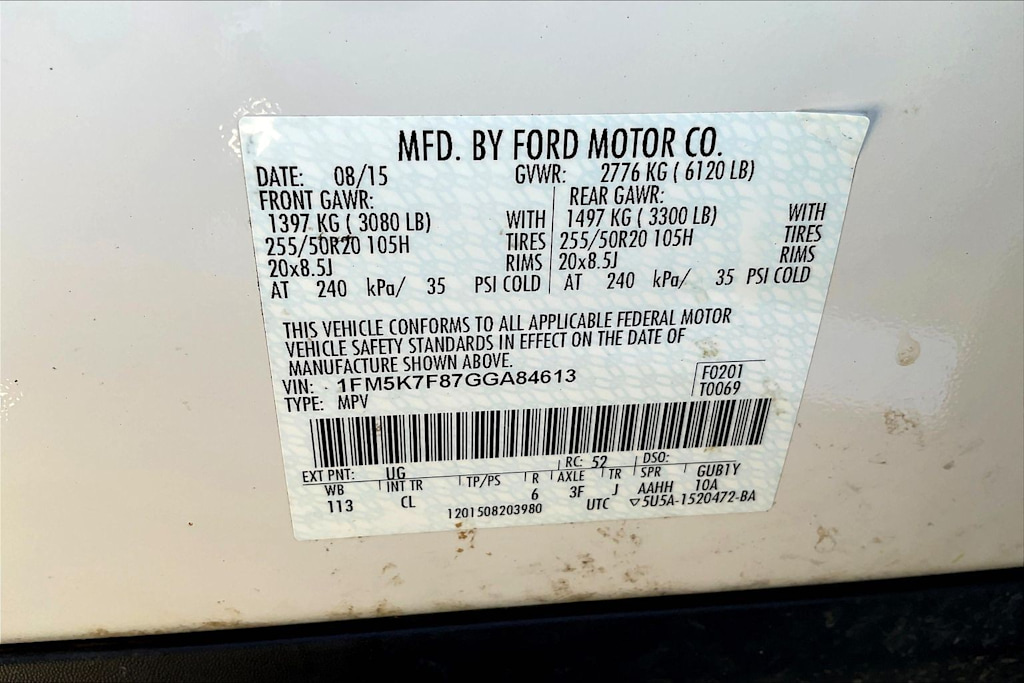 MFD. BY FORD MOTOR CO.
DATE: 08/15 GVWR: 2776 KG ( 6120 LB)
FRONT GAWR: REAR GAWR:
1397 KG ( 3080 LB) WITH 1497 KG ( 3300 LB) WITH
255/50R20 105H TIRES 255/50R20 105H TIRES
20x8.5J RIMS 20x8.5J RIMS
AT 240 kPa/ 35 PSI COLD AT 240 kPa/ 35 PSI COLD
THIS VEHICLE CONFORMS TO ALL APPLICABLE FEDERAL MOTOR
VEHICLE SAFETY STANDARDS IN EFFECT ON THE DATE OF
MANUFACTURE SHOWN ABOVE.
VIN: 1FM5K7F87GGA84613 F0201
TYPE: MPV T0069
EXT PNT: UG RC: 52 DSO:
WB INT TR TP/PS R AXLE TR SPR GUB1Y
113 CL 6 3F J AAHH 10A
1201508203980 UTC ▽5U5A-1520472-BA